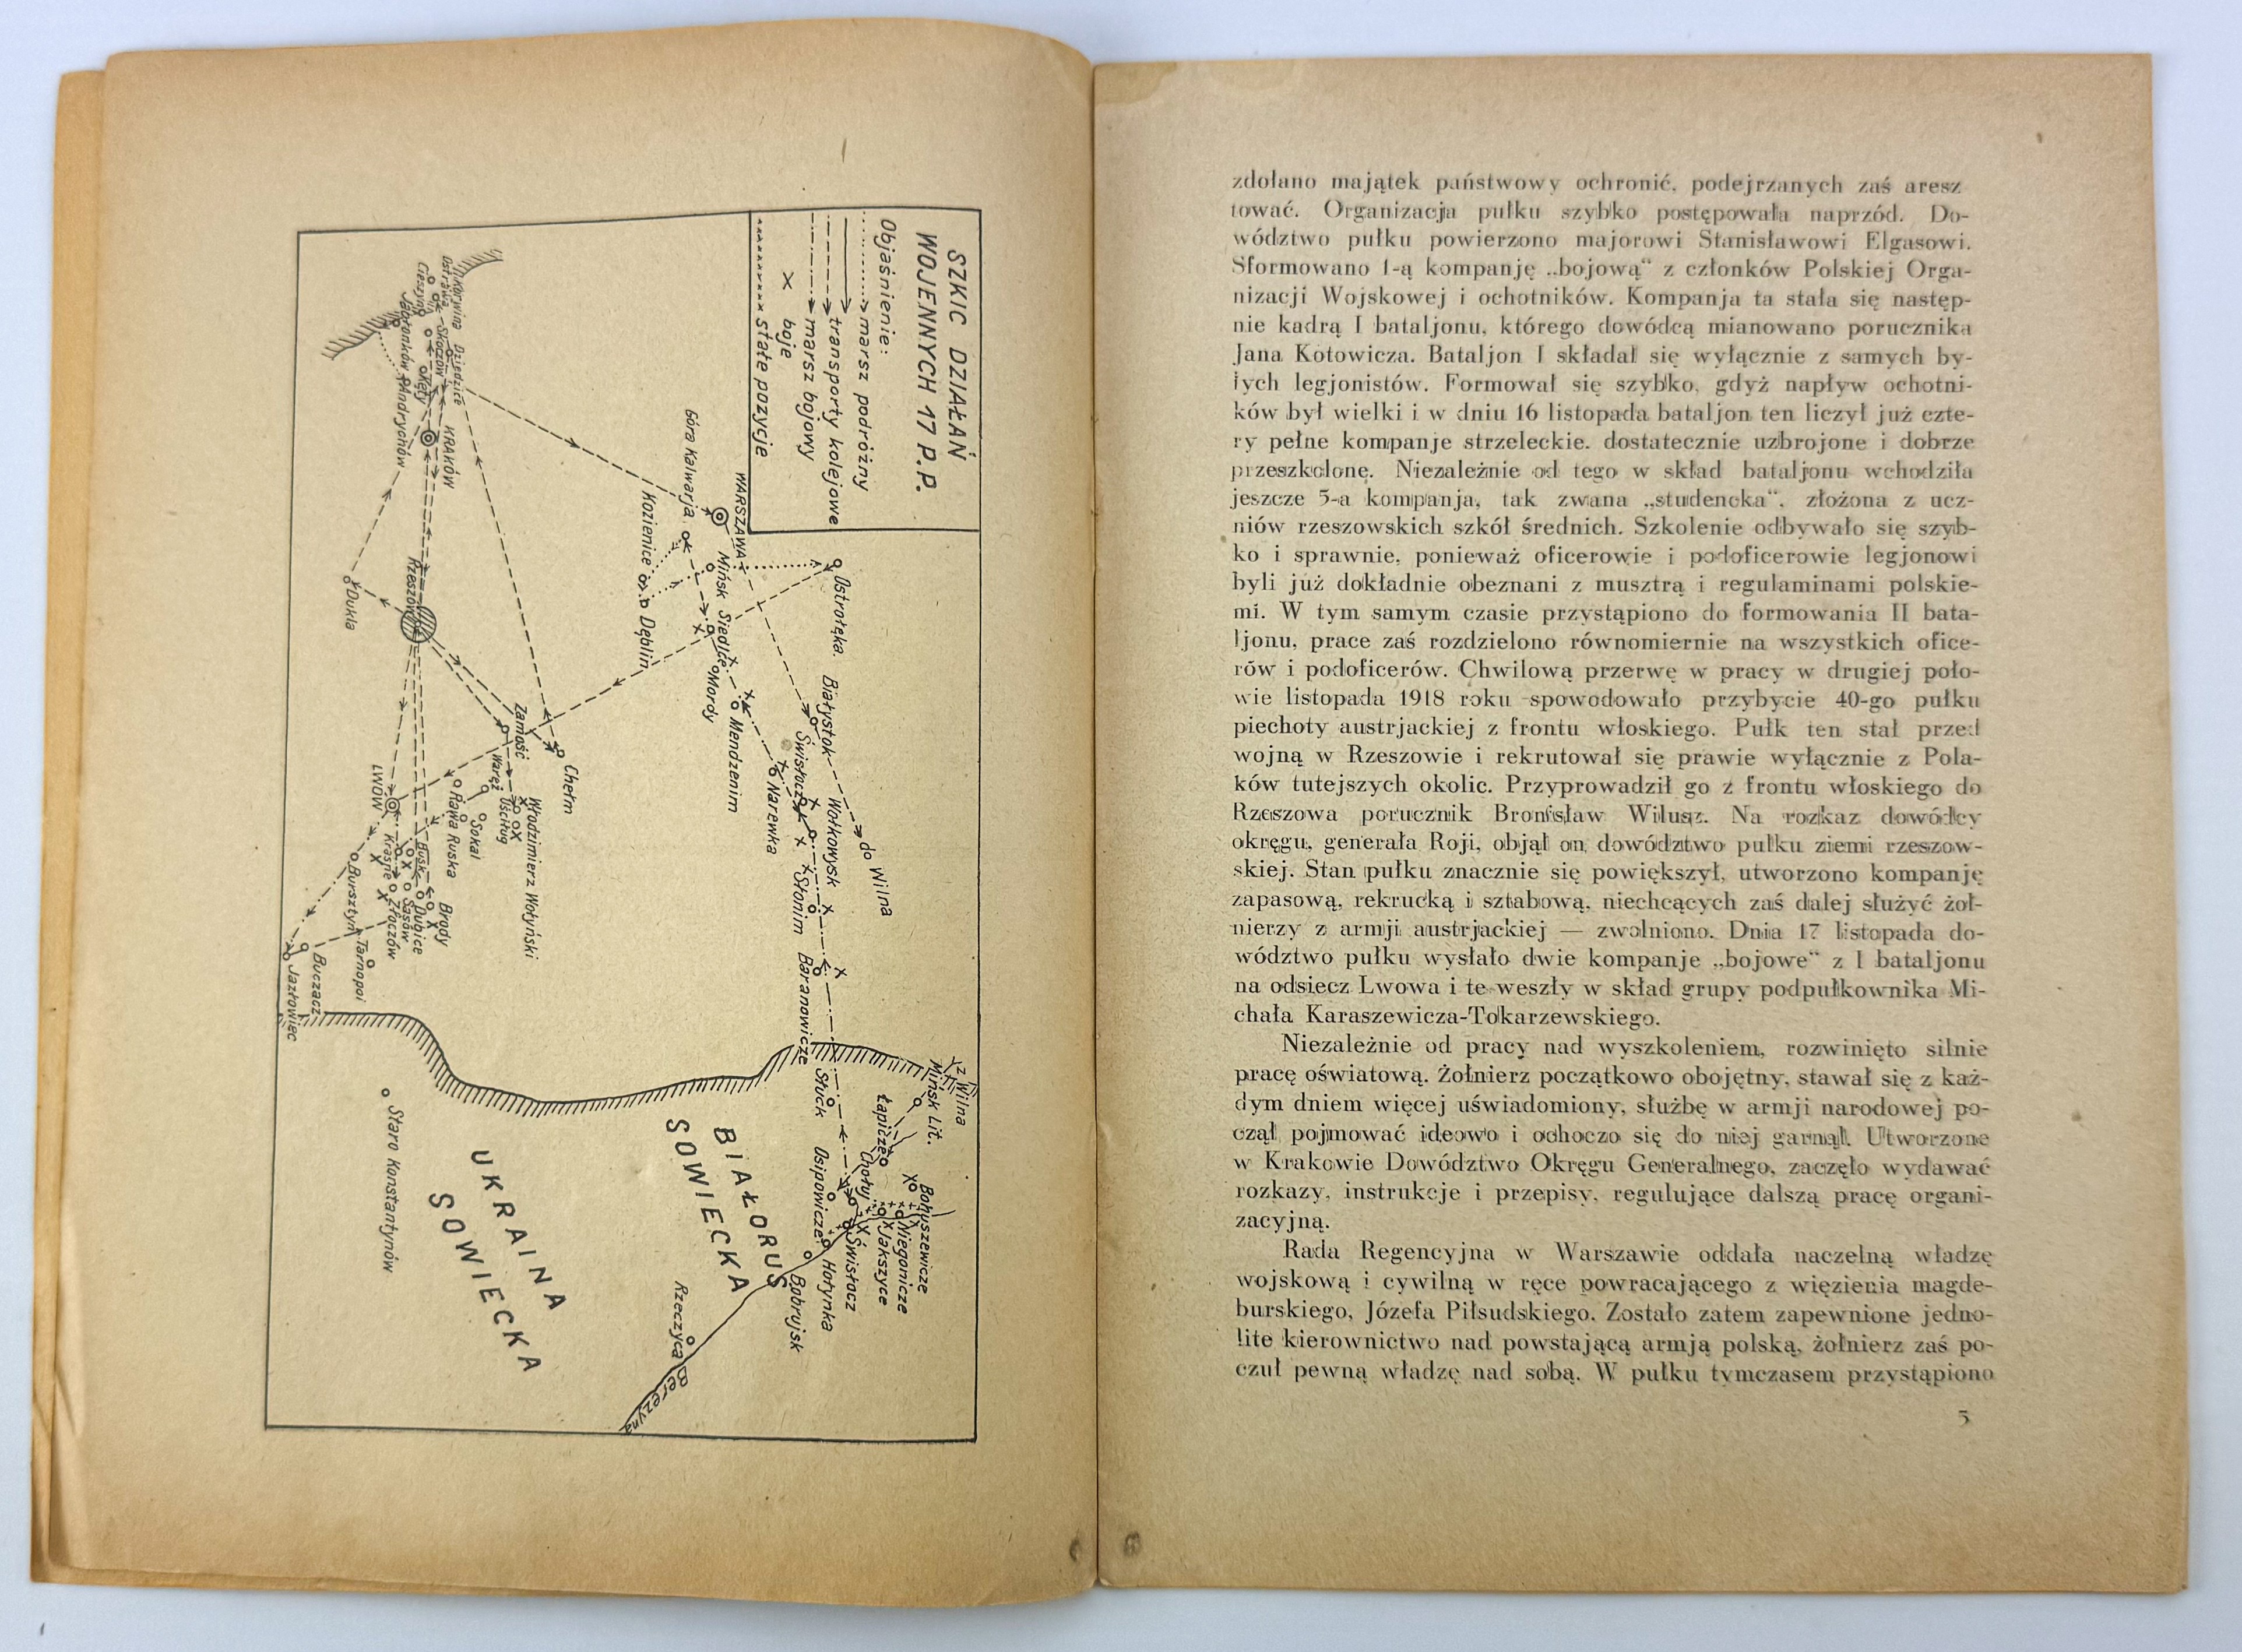 SZKIC DZIAŁAŃ
WOJENNYCH 17 P.P.
Objaśnienie:
marsz podróżny
transporty kolejowe
marsz bojowy
boje
stałe pozycje
z Wilna
Mińsk Lit.
Bohuszewicze
Niegonicze
Jakszyce
Łapicze
Choty
Świsłocz
Hołynka
Osipowicze
Bobrujsk
Słuck
do Wilna
Ostrołęka
Białystok
Wołkowysk
Baranowicze
Słonim
Świsłocz
Narewka
Mendzenim
WARSZAWA
Mińsk
Siedlce
Mordy
Góra Kalwarja
Kozienice
Dęblin
BIAŁORUŚ
SOWIECKA
Rzeczyca
Berezyna
UKRAINA
SOWIECKA
Staro Konstantynów
Chełm
Zamość
Włodzimierz Wołyński
Uściług
Waręż
Sokal
Rawa Ruska
Brody
Dubice
Sasów
Złoczów
Busk
Krasne
LWÓW
Bursztyn
Tarnopol
Buczacz
Jazłowiec
Rzeszów
Dukla
KRAKÓW
Dziedzice
Karwina
Ostrawa
Cieszyn
Skoczów
Kęty
Jabłonków
Andrychów
zdołano majątek państwowy ochronić, podejrzanych zaś aresz
tować. Organizacja pułku szybko postępowała naprzód. Do-
wództwo pułku powierzono majorowi Stanisławowi Elgasowi.
Sformowano 1-ą kompanję „bojową“ z członków Polskiej Orga-
nizacji Wojskowej i ochotników. Kompanja ta stała się następ-
nie kadrą I bataljonu, którego dowódcą mianowano porucznika
Jana Kotowicza. Bataljon I składał się wyłącznie z samych by-
łych legjonistów. Formował się szybko, gdyż napływ ochotni-
ków był wielki i w dniu 16 listopada bataljon ten liczył już czte-
ry pełne kompanje strzeleckie. dostatecznie uzbrojone i dobrze
przeszkolonę. Niezależnie od tego w skład bataljonu wchodziła
jeszcze 5-a kompanja, tak zwana „studencka“. złożona z ucz-
niów rzeszowskich szkół średnich. Szkolenie odbywało się szyb-
ko i sprawnie, ponieważ oficerowie i podoficerowie legjonowi
byli już dokładnie obeznani z musztrą i regulaminami polskie-
mi. W tym samym czasie przystąpiono do formowania II bata-
ljonu, prace zaś rozdzielono równomiernie na wszystkich ofice-
rów i podoficerów. Chwilową przerwę w pracy w drugiej poło-
wie listopada 1918 roku spowodowało przybycie 40-go pułku
piechoty austrjackiej z frontu włoskiego. Pułk ten stał przed
wojną w Rzeszowie i rekrutował się prawie wyłącznie z Pola-
ków tutejszych okolic. Przyprowadził go z frontu włoskiego do
Rzeszowa porucznik Bronisław Wilusz. Na rozkaz dowódcy
okręgu, generała Roji, objął on dowództwo pułku ziemi rzeszow-
skiej. Stan pułku znacznie się powiększył, utworzono kompanję
zapasową, rekrucką i sztabową, niechcących zaś dalej służyć żoł-
nierzy z armji austrjackiej — zwolniono. Dnia 17 listopada do-
wództwo pułku wysłało dwie kompanje „bojowe“ z I bataljonu
na odsiecz Lwowa i te weszły w skład grupy podpułkownika Mi-
chała Karaszewicza-Tokarzewskiego.
Niezależnie od pracy nad wyszkoleniem, rozwinięto silnie
pracę oświatową. Żołnierz początkowo obojętny, stawał się z każ-
dym dniem więcej uświadomiony, służbę w armji narodowej po-
czął pojmować ideowo i ochoczo się do niej garnął. Utworzone
w Krakowie Dowództwo Okręgu Generalnego, zaczęło wydawać
rozkazy, instrukcje i przepisy, regulujące dalszą pracę organi-
zacyjną.
Rada Regencyjna w Warszawie oddała naczelną władzę
wojskową i cywilną w ręce powracającego z więzienia magde-
burskiego, Józefa Piłsudskiego. Zostało zatem zapewnione jedno-
lite kierownictwo nad powstającą armją polską, żołnierz zaś po-
czuł pewną władzę nad sobą. W pułku tymczasem przystąpiono
5